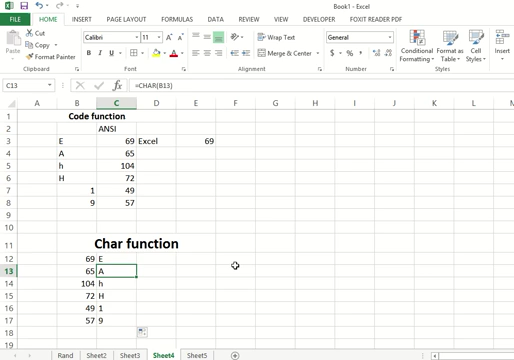 Book1 - Excel
FILE HOME INSERT PAGE LAYOUT FORMULAS DATA REVIEW VIEW DEVELOPER FOXIT READER PDF
Cut
Copy
Format Painter
Paste
Clipboard
Calibri 11
B I U
Font
Wrap Text
Merge & Center
Alignment
General
$ % ,
Number
Conditional Formatting
Format as Table
Cell Styles
Styles
Insert
C13 fx =CHAR(B13)
A B C D E F G H I J K L M
1 Code function
2 ANSI
3 E 69 Excel 69
4 A 65
5 h 104
6 H 72
7 1 49
8 9 57
9
10
11 Char function
12 69 E
13 65 A
14 104 h
15 72 H
16 49 1
17 57 9
18
19
Rand Sheet2 Sheet3 Sheet4 Sheet5